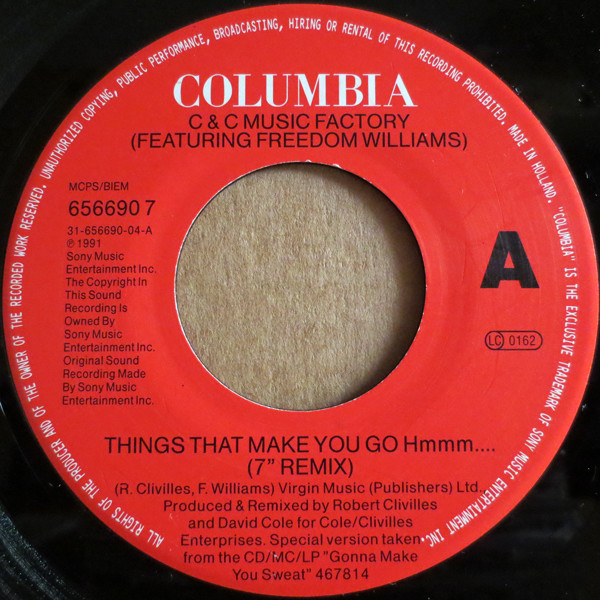 ALL RIGHTS OF THE PRODUCER AND OF THE OWNER OF THE RECORDED WORK RESERVED. UNAUTHORIZED COPYING, PUBLIC PERFORMANCE, BROADCASTING, HIRING OR RENTAL OF THIS RECORDING PROHIBITED. MADE IN HOLLAND. "COLUMBIA" IS THE EXCLUSIVE TRADEMARK OF SONY MUSIC ENTERTAINMENT INC.
COLUMBIA
C & C MUSIC FACTORY
(FEATURING FREEDOM WILLIAMS)
MCPS/BIEM
656690 7
31-656690-04-A
℗ 1991
Sony Music
Entertainment Inc.
The Copyright In
This Sound
Recording Is
Owned By
Sony Music
Entertainment Inc.
Original Sound
Recording Made
By Sony Music
Entertainment Inc.
A
LC 0162
THINGS THAT MAKE YOU GO Hmmm....
(7" REMIX)
(R. Clivilles, F. Williams) Virgin Music (Publishers) Ltd.
Produced & Remixed by Robert Clivilles
and David Cole for Cole/Clivilles
Enterprises. Special version taken
from the CD/MC/LP "Gonna Make
You Sweat" 467814